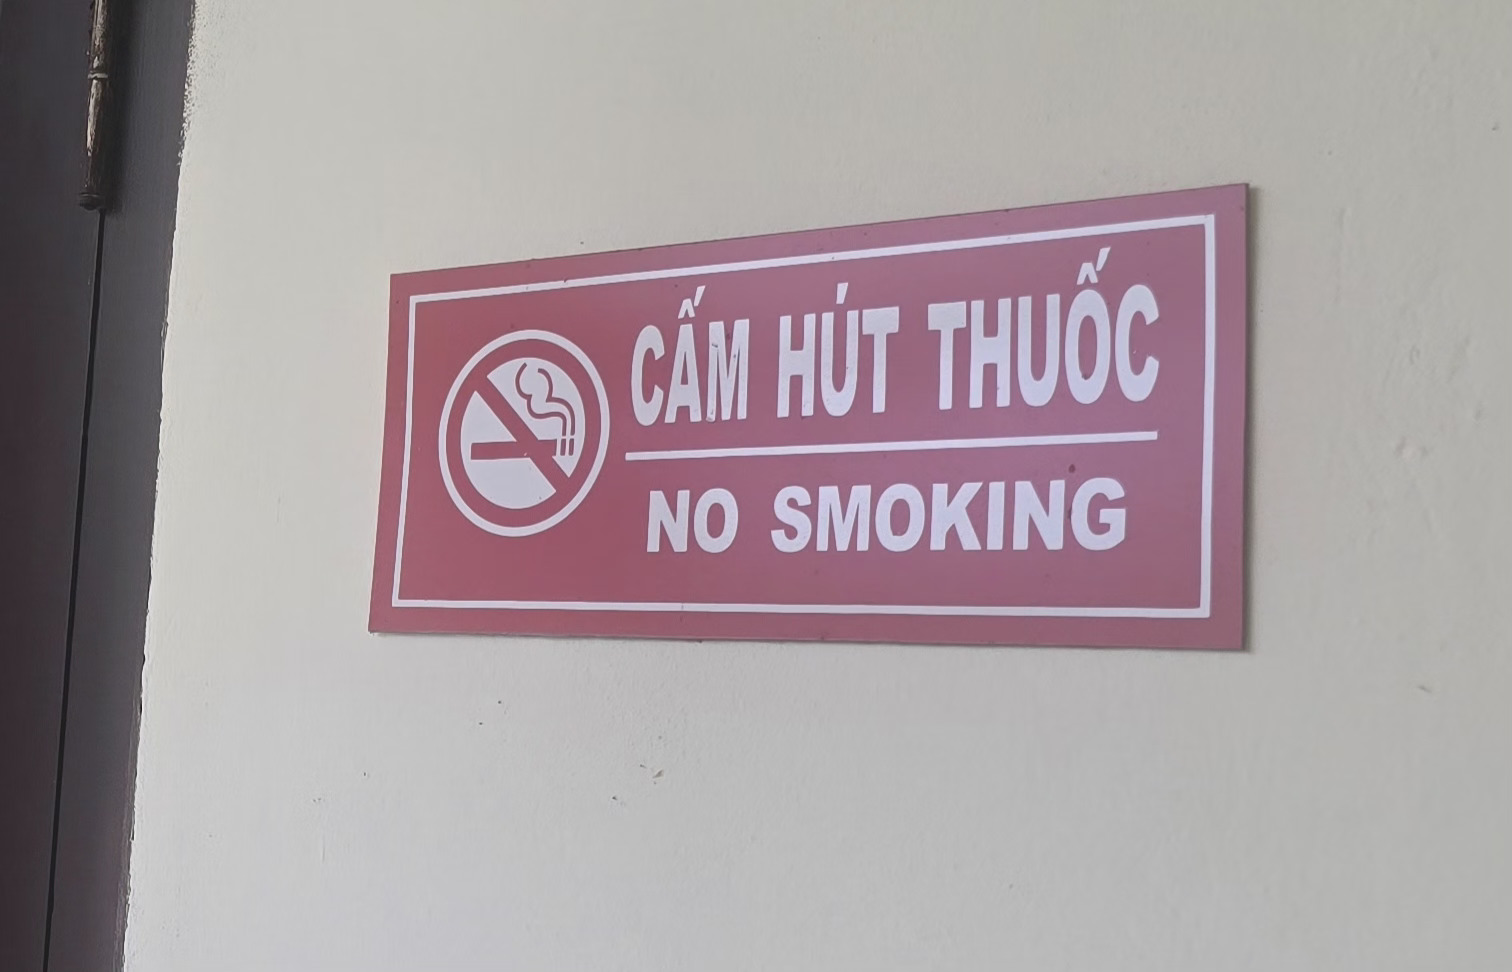 CẤM HÚT THUỐC
NO SMOKING